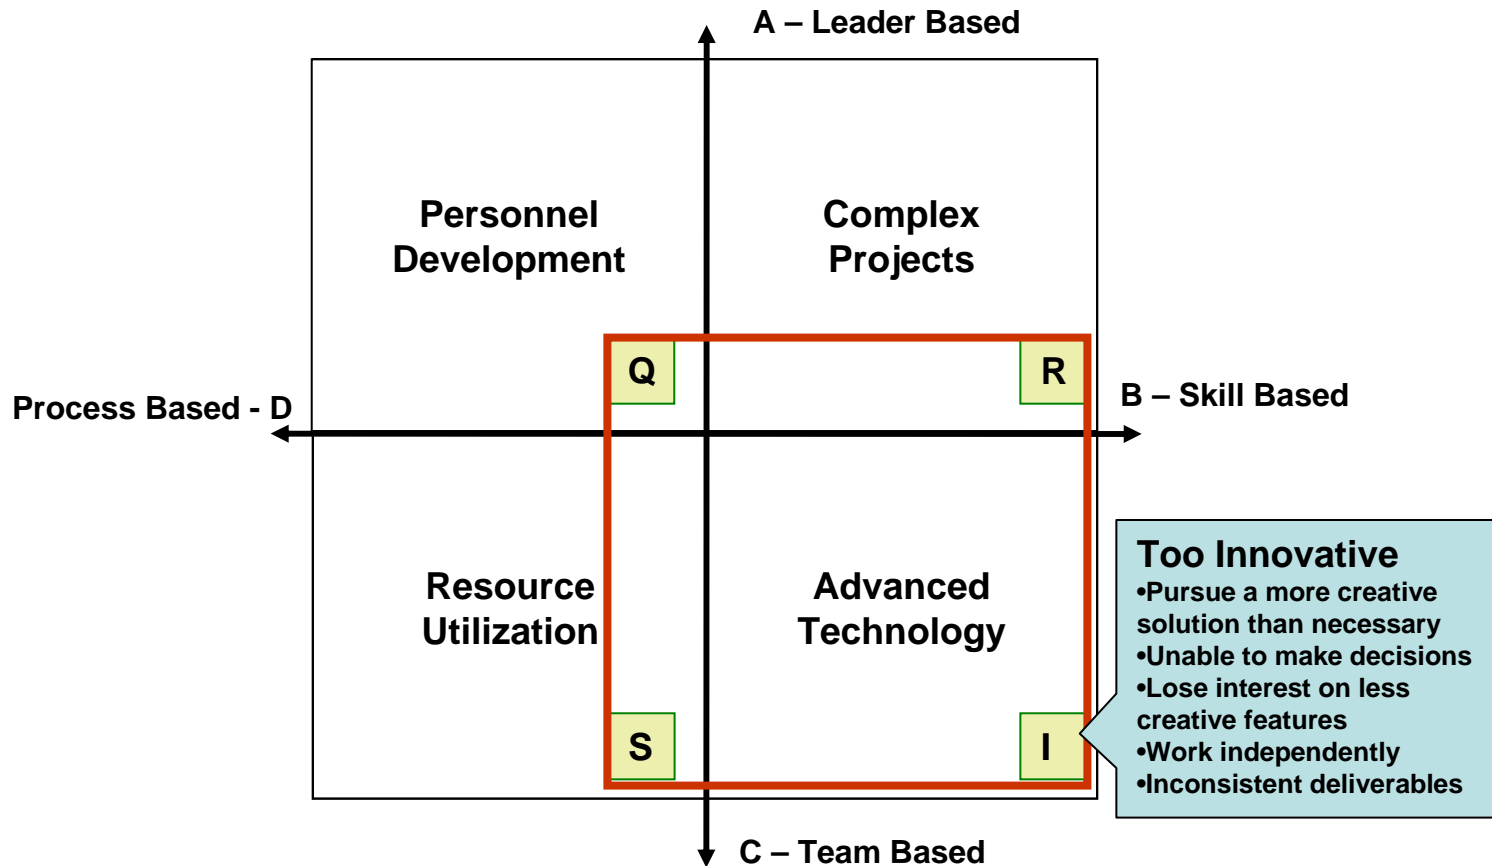 A – Leader Based
Personnel
Development
Complex
Projects
Q
R
Process Based - D
B – Skill Based
Resource
Utilization
Advanced
Technology
S
I
Too Innovative
•Pursue a more creative
solution than necessary
•Unable to make decisions
•Lose interest on less
creative features
•Work independently
•Inconsistent deliverables
C – Team Based